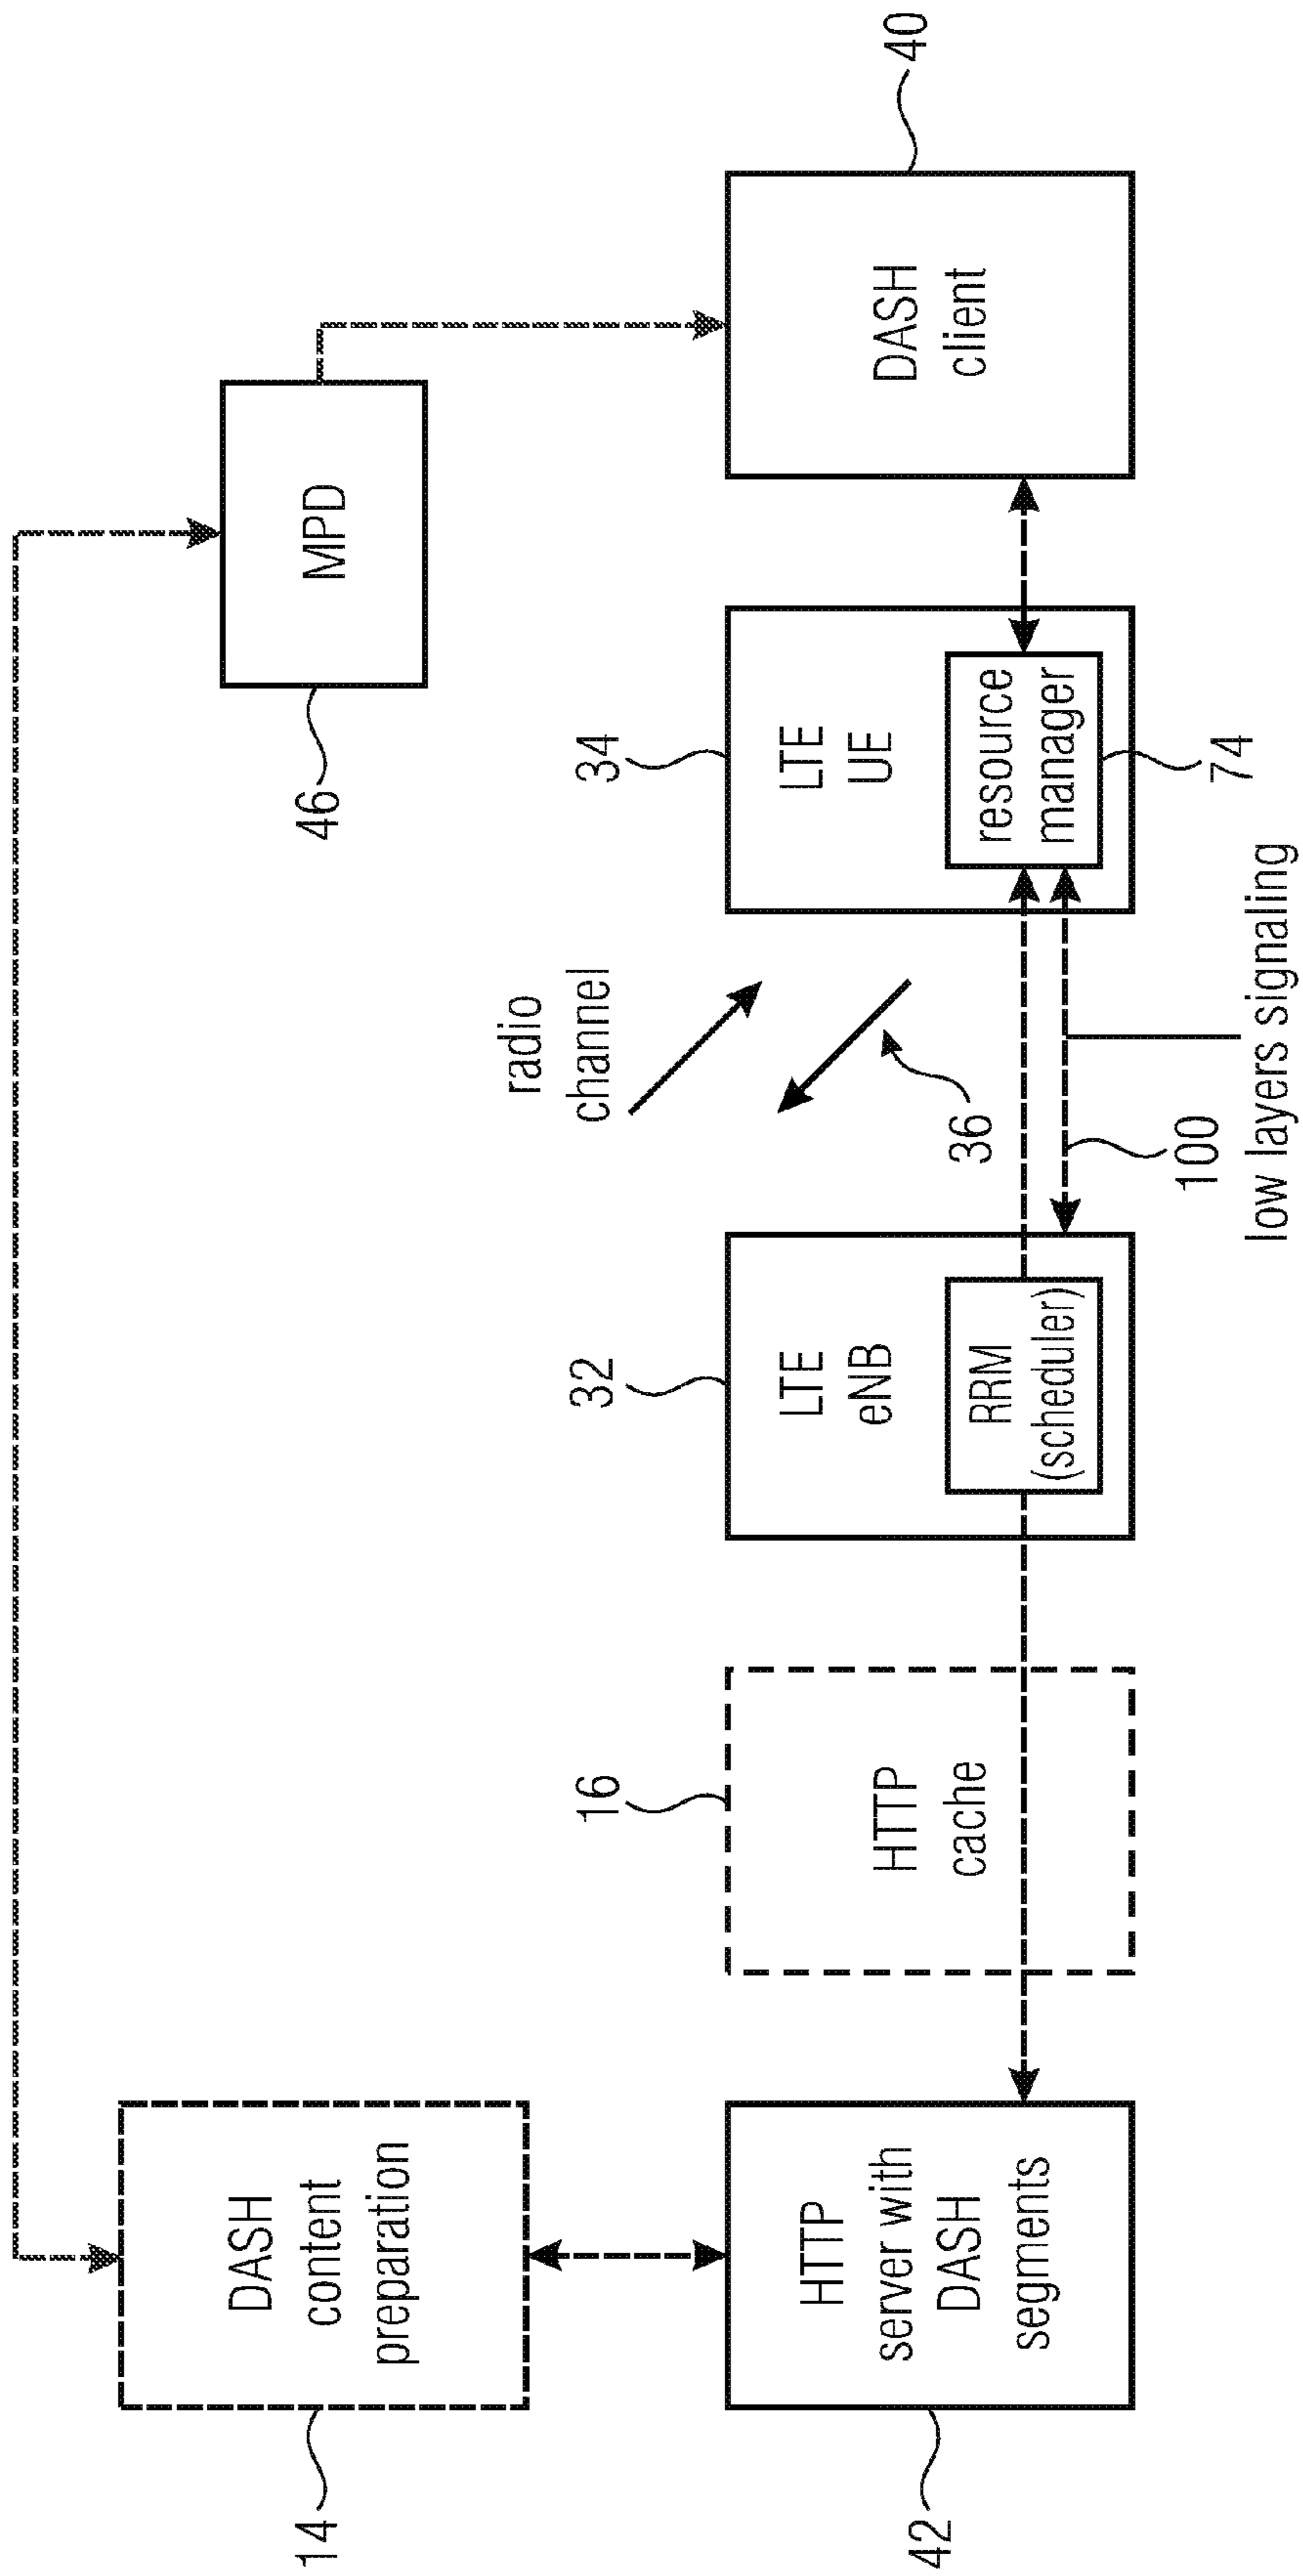 14
DASH
content
preparation
46
MPD
radio
channel
42
HTTP
server with
DASH
segments
16
HTTP
cache
32
LTE
eNB
RRM
(scheduler)
36
100
low layers signaling
34
LTE
UE
resource
manager
74
DASH
client
40